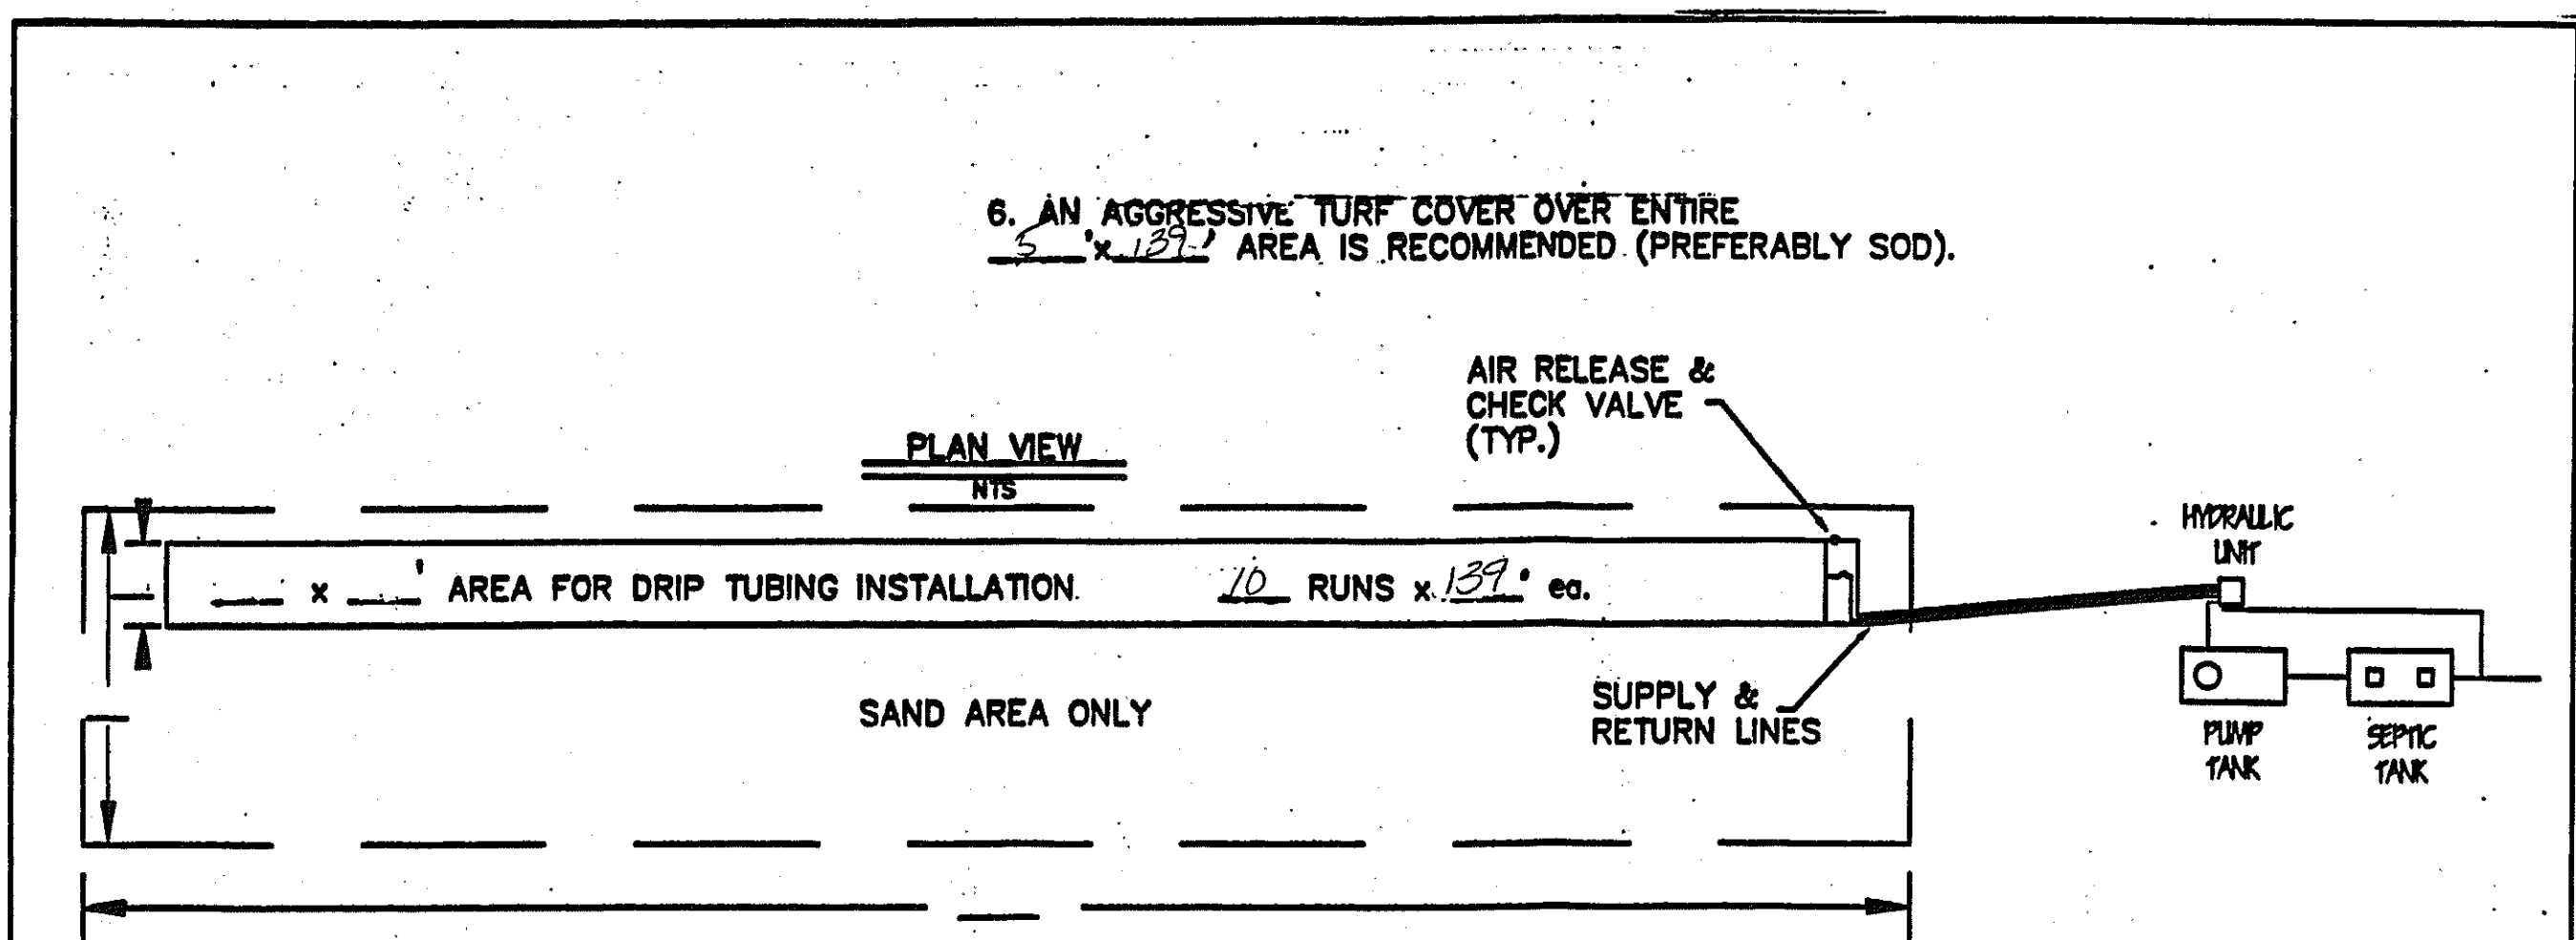 6. AN AGGRESSIVE TURF COVER OVER ENTIRE
5 'x 139' AREA IS RECOMMENDED (PREFERABLY SOD).
AIR RELEASE &
CHECK VALVE
(TYP.)
PLAN VIEW
NTS
HYDRAULIC
UNIT
____ x ____' AREA FOR DRIP TUBING INSTALLATION. 10 RUNS x 139' ea.
SAND AREA ONLY
SUPPLY &
RETURN LINES
PUMP
TANK
SEPTIC
TANK